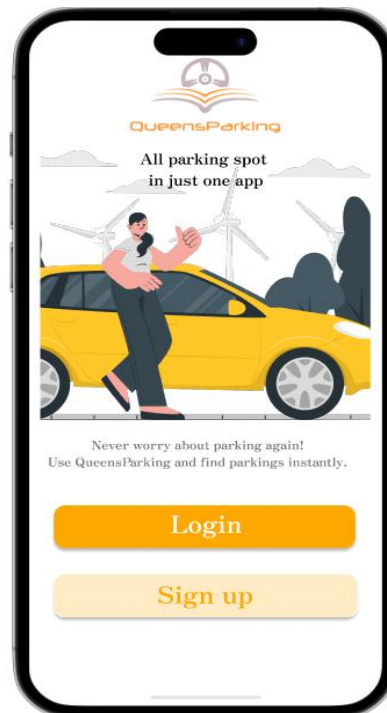 QueensParking
All parking spot
in just one app
Never worry about parking again!
Use QueensParking and find parkings instantly.
Login
Sign up